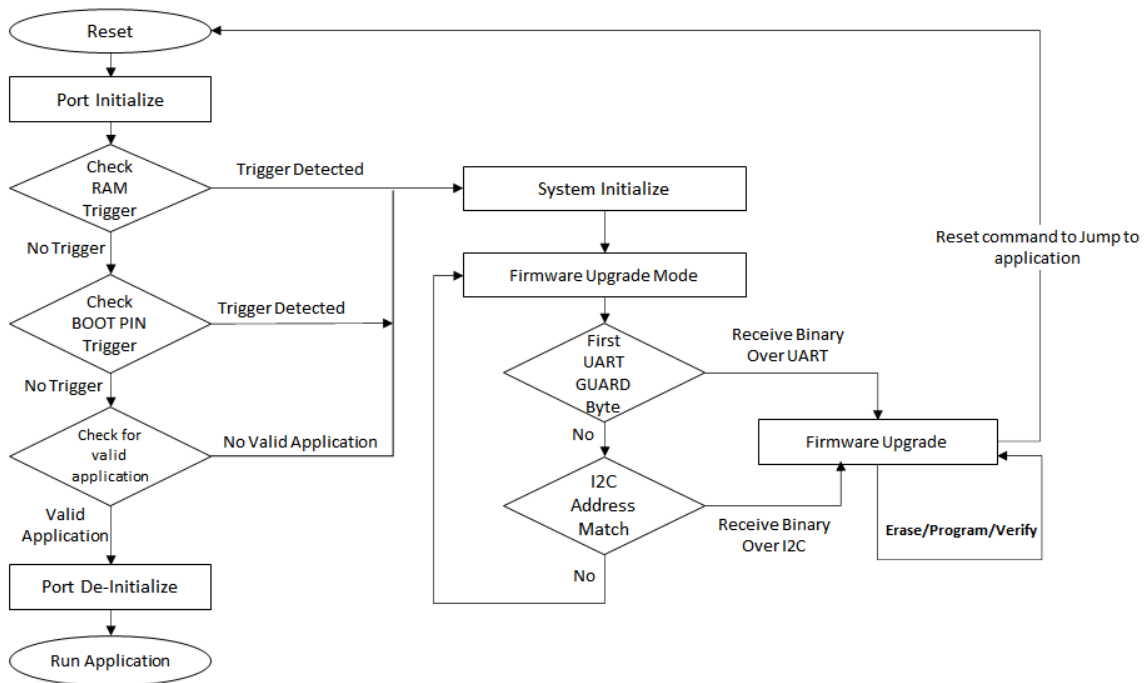 Reset
Port Initialize
Check
RAM
Trigger
Trigger Detected
No Trigger
Check
BOOT PIN
Trigger
Trigger Detected
No Trigger
Check for
valid
application
No Valid Application
Valid
Application
Port De-Initialize
Run Application
System Initialize
Firmware Upgrade Mode
First
UART
GUARD
Byte
Receive Binary
Over UART
No
I2C
Address
Match
Receive Binary
Over I2C
No
Firmware Upgrade
Erase/Program/Verify
Reset command to Jump to
application